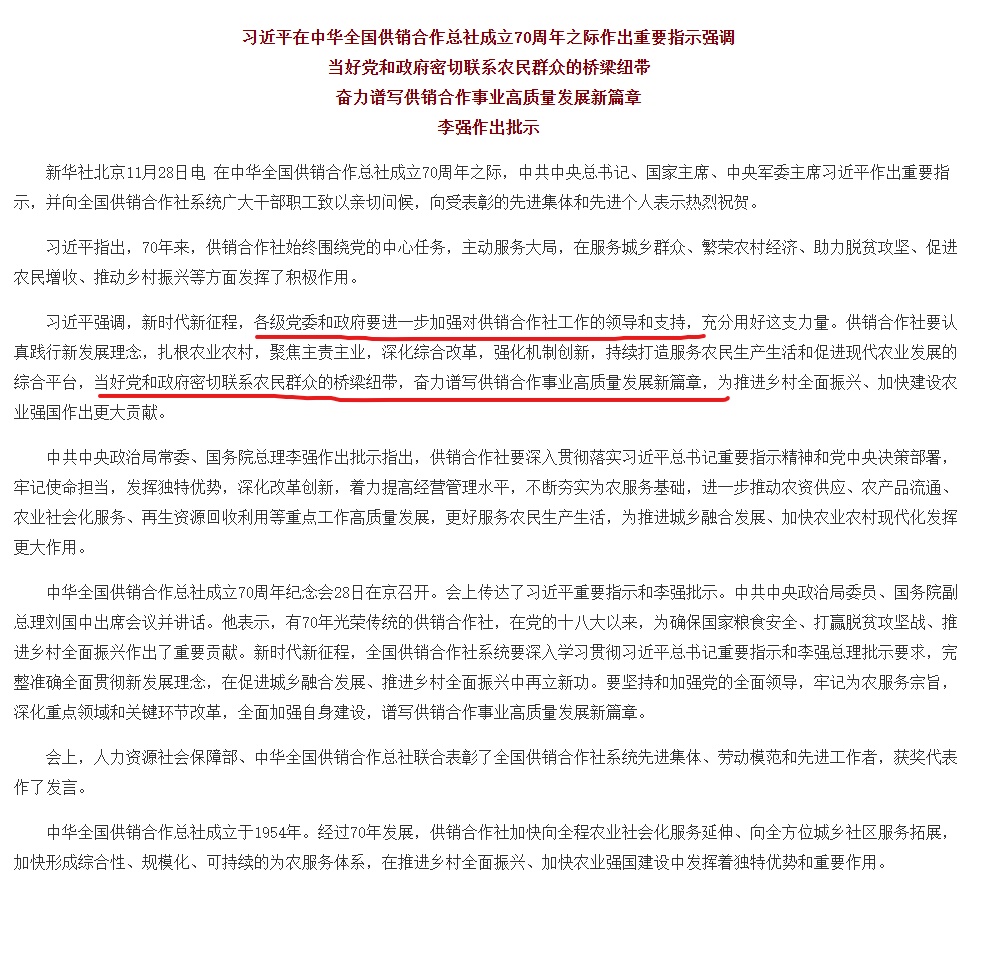 习近平在中华全国供销合作总社成立70周年之际作出重要指示强调
当好党和政府密切联系农民群众的桥梁纽带
奋力谱写供销合作事业高质量发展新篇章
李强作出批示
新华社北京11月28日电 在中华全国供销合作总社成立70周年之际，中共中央总书记、国家主席、中央军委主席习近平作出重要指
示，并向全国供销合作社系统广大干部职工致以亲切问候，向受表彰的先进集体和先进个人表示热烈祝贺。
习近平指出，70年来，供销合作社始终围绕党的中心任务，主动服务大局，在服务城乡群众、繁荣农村经济、助力脱贫攻坚、促进
农民增收、推动乡村振兴等方面发挥了积极作用。
习近平强调，新时代新征程，各级党委和政府要进一步加强对供销合作社工作的领导和支持，充分用好这支力量。供销合作社要认
真践行新发展理念，扎根农业农村，聚焦主责主业，深化综合改革，强化机制创新，持续打造服务农民生产生活和促进现代农业发展的
综合平台，当好党和政府密切联系农民群众的桥梁纽带，奋力谱写供销合作事业高质量发展新篇章，为推进乡村全面振兴、加快建设农
业强国作出更大贡献。
中共中央政治局常委、国务院总理李强作出批示指出，供销合作社要深入贯彻落实习近平总书记重要指示精神和党中央决策部署，
牢记使命担当，发挥独特优势，深化改革创新，着力提高经营管理水平，不断夯实为农服务基础，进一步推动农资供应、农产品流通、
农业社会化服务、再生资源回收利用等重点工作高质量发展，更好服务农民生产生活，为推进城乡融合发展、加快农业农村现代化发挥
更大作用。
中华全国供销合作总社成立70周年纪念会28日在京召开。会上传达了习近平重要指示和李强批示。中共中央政治局委员、国务院副
总理刘国中出席会议并讲话。他表示，有70年光荣传统的供销合作社，在党的十八大以来，为确保国家粮食安全、打赢脱贫攻坚战、推
进乡村全面振兴作出了重要贡献。新时代新征程，全国供销合作社系统要深入学习贯彻习近平总书记重要指示和李强总理批示要求，完
整准确全面贯彻新发展理念，在促进城乡融合发展、推进乡村全面振兴中再立新功。要坚持和加强党的全面领导，牢记为农服务宗旨，
深化重点领域和关键环节改革，全面加强自身建设，谱写供销合作事业高质量发展新篇章。
会上，人力资源社会保障部、中华全国供销合作总社联合表彰了全国供销合作社系统先进集体、劳动模范和先进工作者，获奖代表
作了发言。
中华全国供销合作总社成立于1954年。经过70年发展，供销合作社加快向全程农业社会化服务延伸、向全方位城乡社区服务拓展，
加快形成综合性、规模化、可持续的为农服务体系，在推进乡村全面振兴、加快农业强国建设中发挥着独特优势和重要作用。